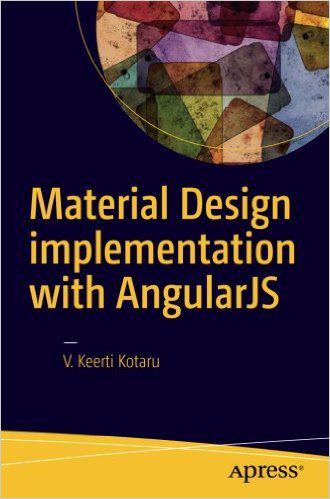 Material Design
implementation
with AngularJS
V. Keerti Kotaru
Apress®